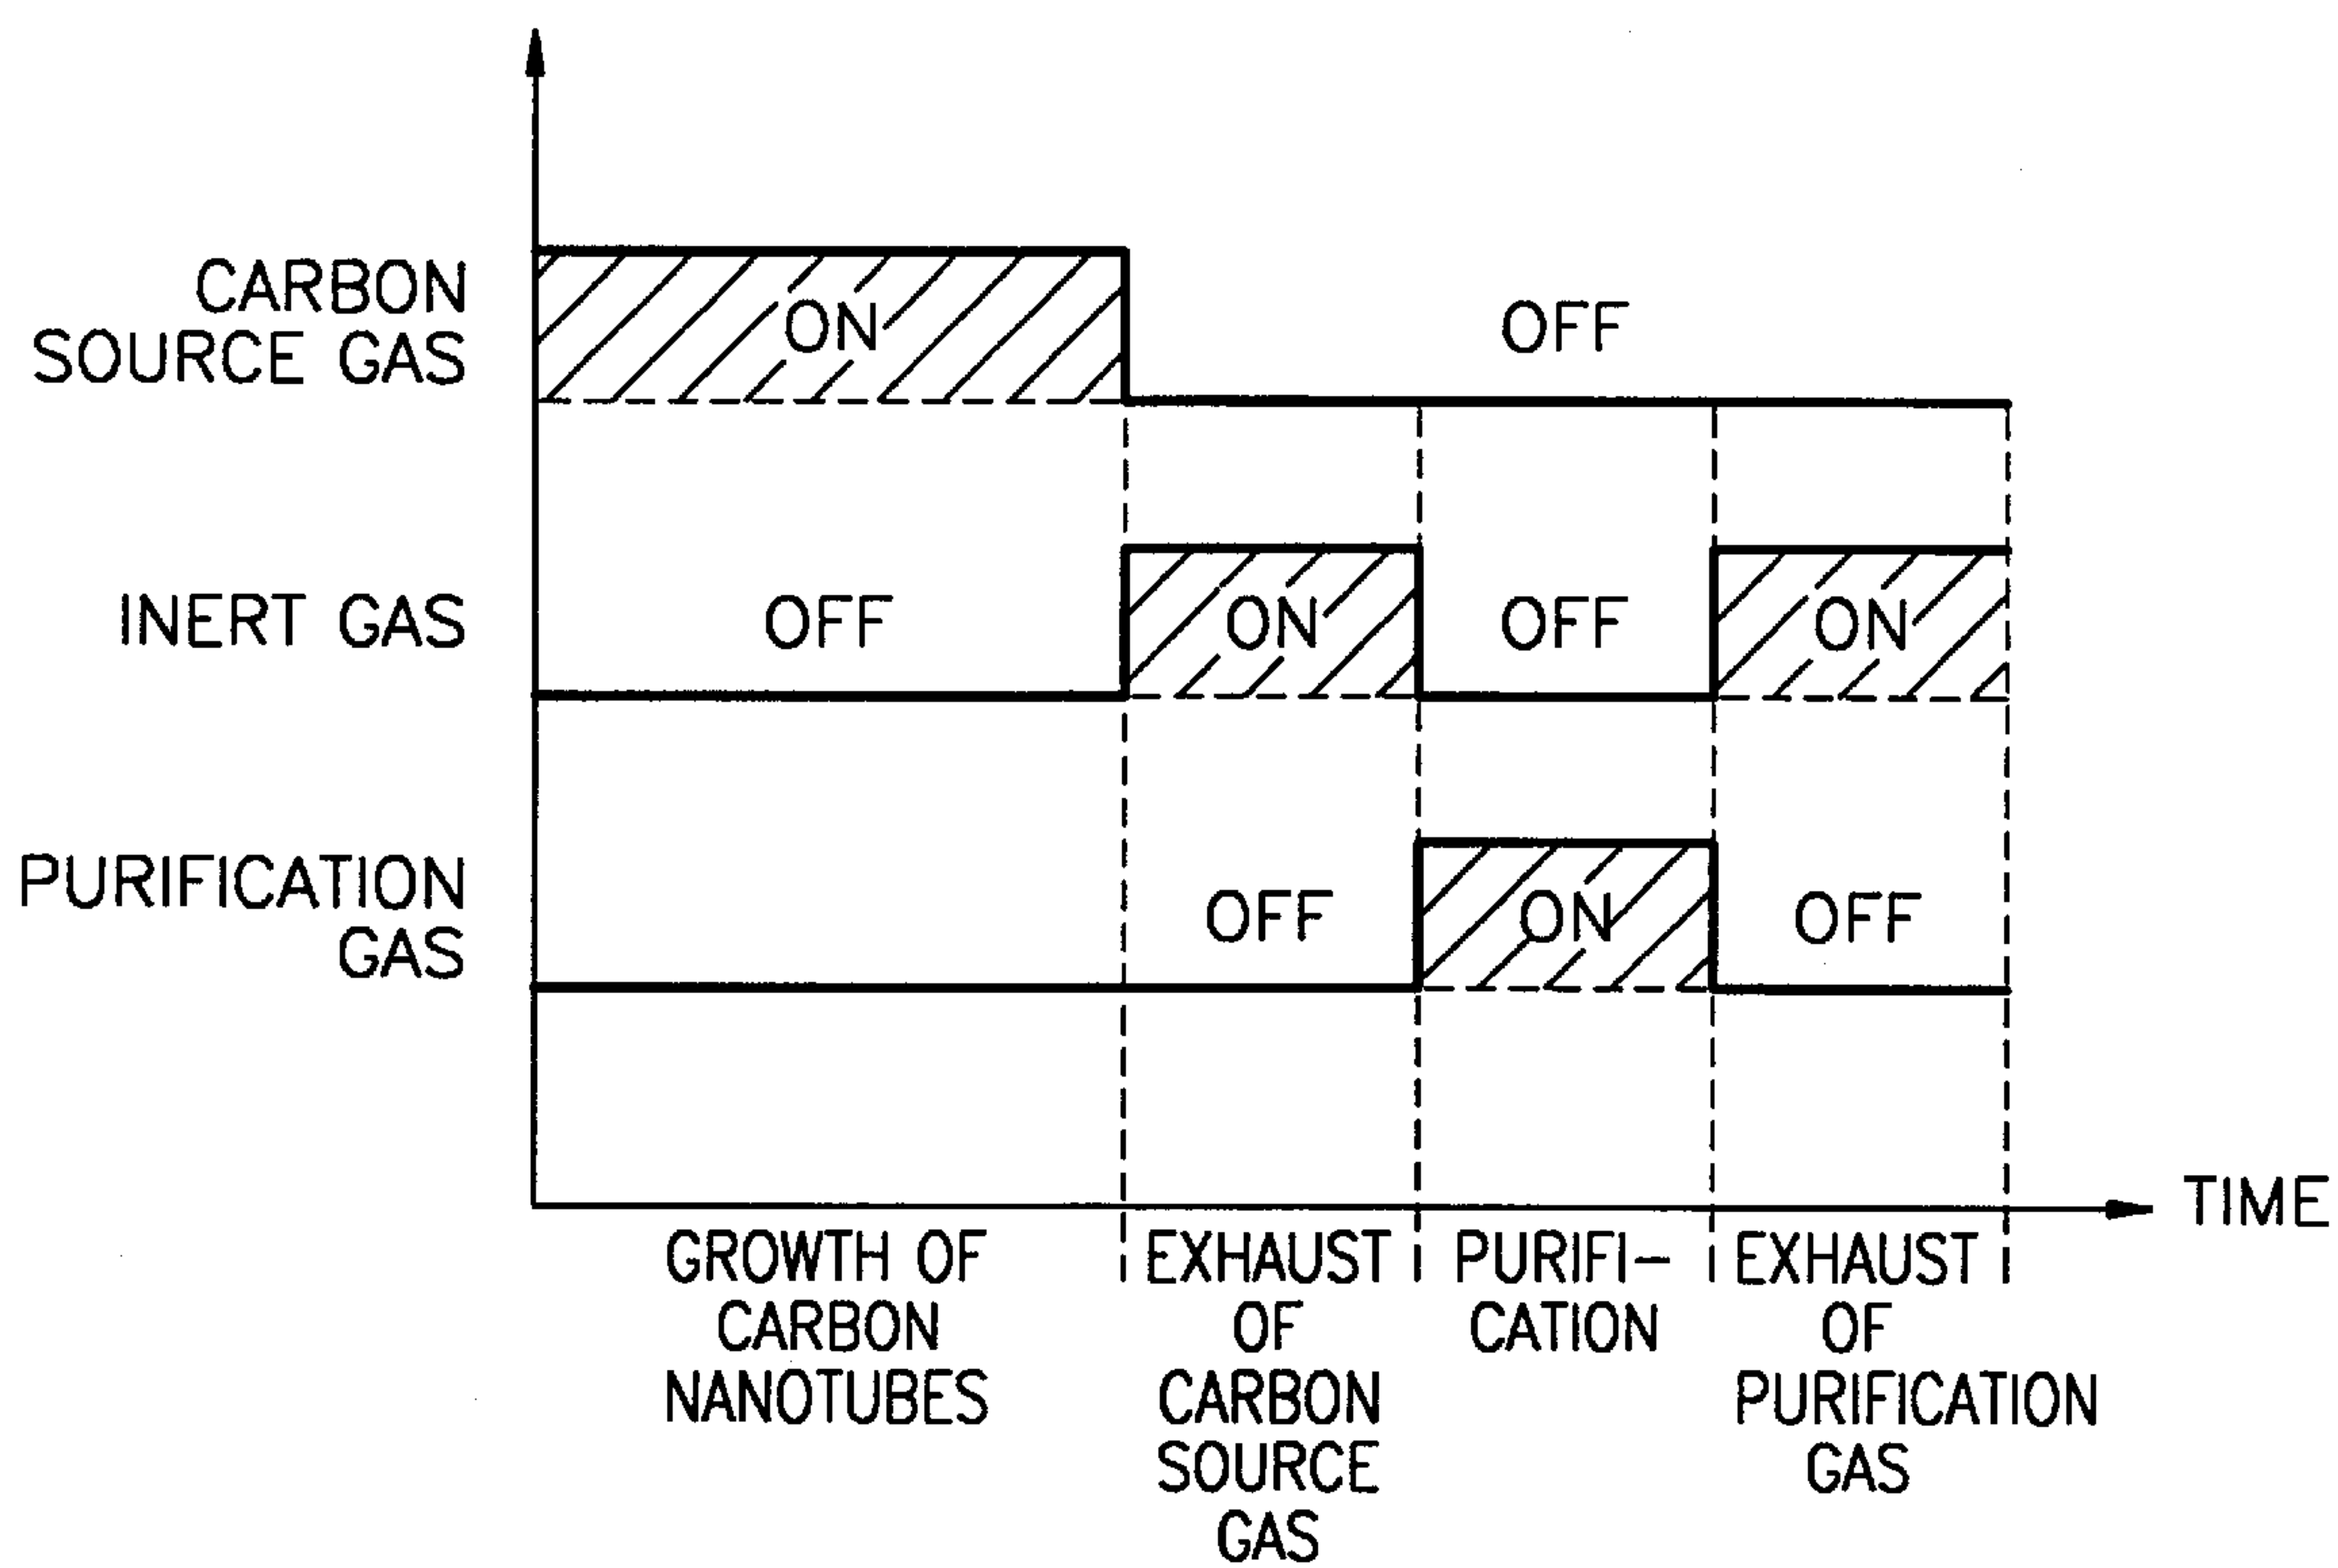 CARBON
SOURCE GAS
ON
OFF
INERT GAS
OFF
ON
OFF
ON
PURIFICATION
GAS
OFF
ON
OFF
TIME
GROWTH OF
CARBON
NANOTUBES
EXHAUST
OF
CARBON
SOURCE
GAS
PURIFI-
CATION
EXHAUST
OF
PURIFICATION
GAS